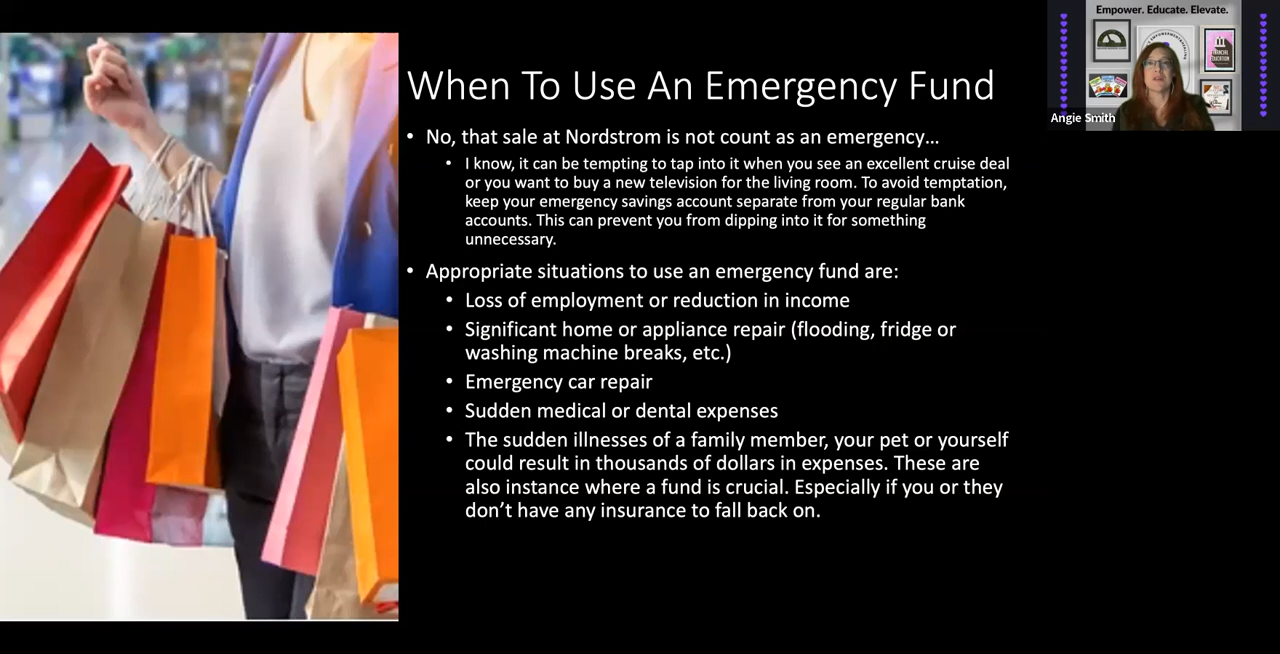 Empower. Educate. Elevate.
FINANCIAL
EDUCATION
Angie Smith
When To Use An Emergency Fund
• No, that sale at Nordstrom is not count as an emergency…
• I know, it can be tempting to tap into it when you see an excellent cruise deal
or you want to buy a new television for the living room. To avoid temptation,
keep your emergency savings account separate from your regular bank
accounts. This can prevent you from dipping into it for something
unnecessary.
• Appropriate situations to use an emergency fund are:
• Loss of employment or reduction in income
• Significant home or appliance repair (flooding, fridge or
washing machine breaks, etc.)
• Emergency car repair
• Sudden medical or dental expenses
• The sudden illnesses of a family member, your pet or yourself
could result in thousands of dollars in expenses. These are
also instance where a fund is crucial. Especially if you or they
don’t have any insurance to fall back on.